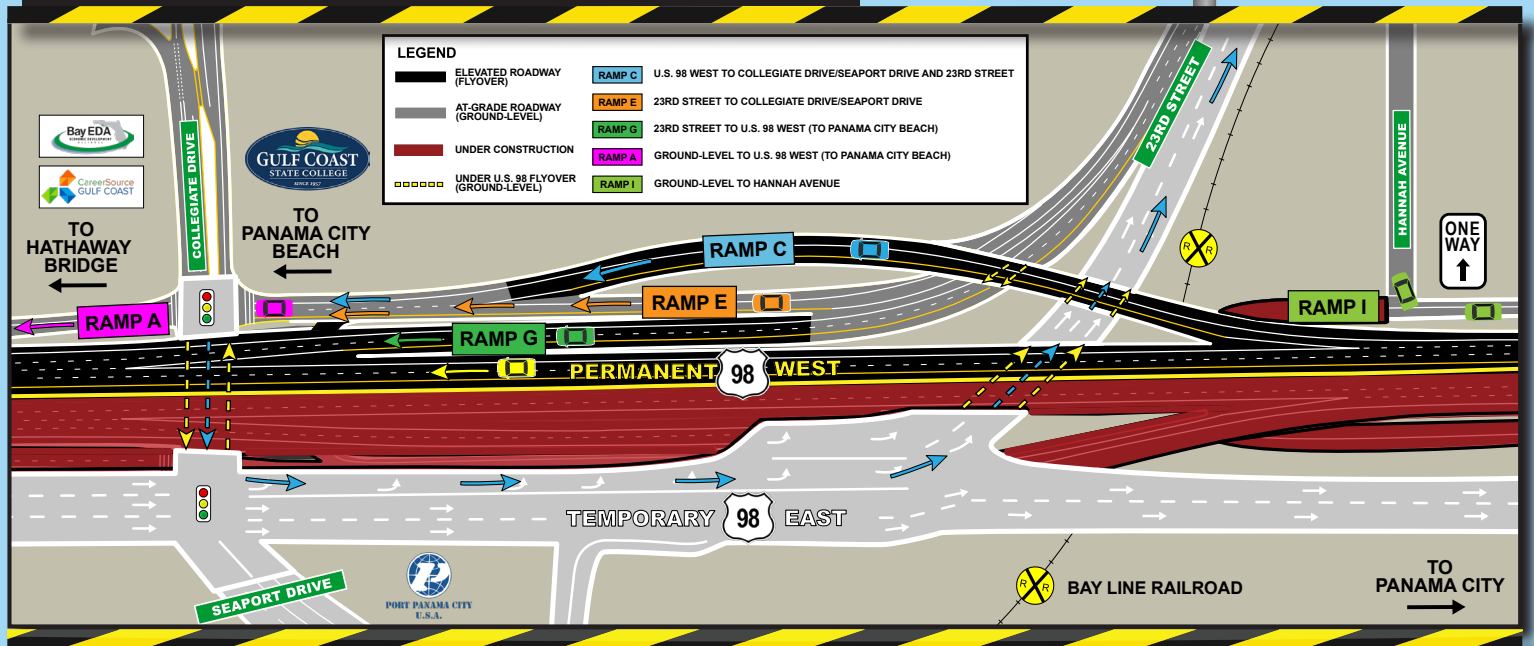 LEGEND
ELEVATED ROADWAY
(FLYOVER)
AT-GRADE ROADWAY
(GROUND-LEVEL)
UNDER CONSTRUCTION
UNDER U.S. 98 FLYOVER
(GROUND-LEVEL)
RAMP C U.S. 98 WEST TO COLLEGIATE DRIVE/SEAPORT DRIVE AND 23RD STREET
RAMP E 23RD STREET TO COLLEGIATE DRIVE/SEAPORT DRIVE
RAMP G 23RD STREET TO U.S. 98 WEST (TO PANAMA CITY BEACH)
RAMP A GROUND-LEVEL TO U.S. 98 WEST (TO PANAMA CITY BEACH)
RAMP I GROUND-LEVEL TO HANNAH AVENUE
Bay EDA
ECONOMIC DEVELOPMENT
ALLIANCE
CareerSource
GULF COAST
COLLEGIATE DRIVE
GULF COAST
STATE COLLEGE
SINCE 1957
TO
HATHAWAY
BRIDGE
TO
PANAMA CITY
BEACH
23RD STREET
HANNAH AVENUE
ONE
WAY
R R
RAMP C
RAMP A
RAMP E
RAMP I
RAMP G
PERMANENT 98 WEST
TEMPORARY 98 EAST
SEAPORT DRIVE
PORT PANAMA CITY
U.S.A.
R R
BAY LINE RAILROAD
TO
PANAMA CITY